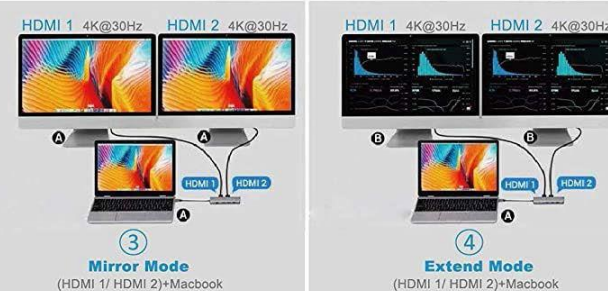 HDMI 1 4K@30Hz
HDMI 2 4K@30Hz
A
A
HDMI 1
HDMI 2
A
3
Mirror Mode
(HDMI 1/ HDMI 2)+Macbook
HDMI 1 4K@30Hz
HDMI 2 4K@30Hz
B
B
HDMI 1
HDMI 2
A
4
Extend Mode
(HDMI 1/ HDMI 2)+Macbook